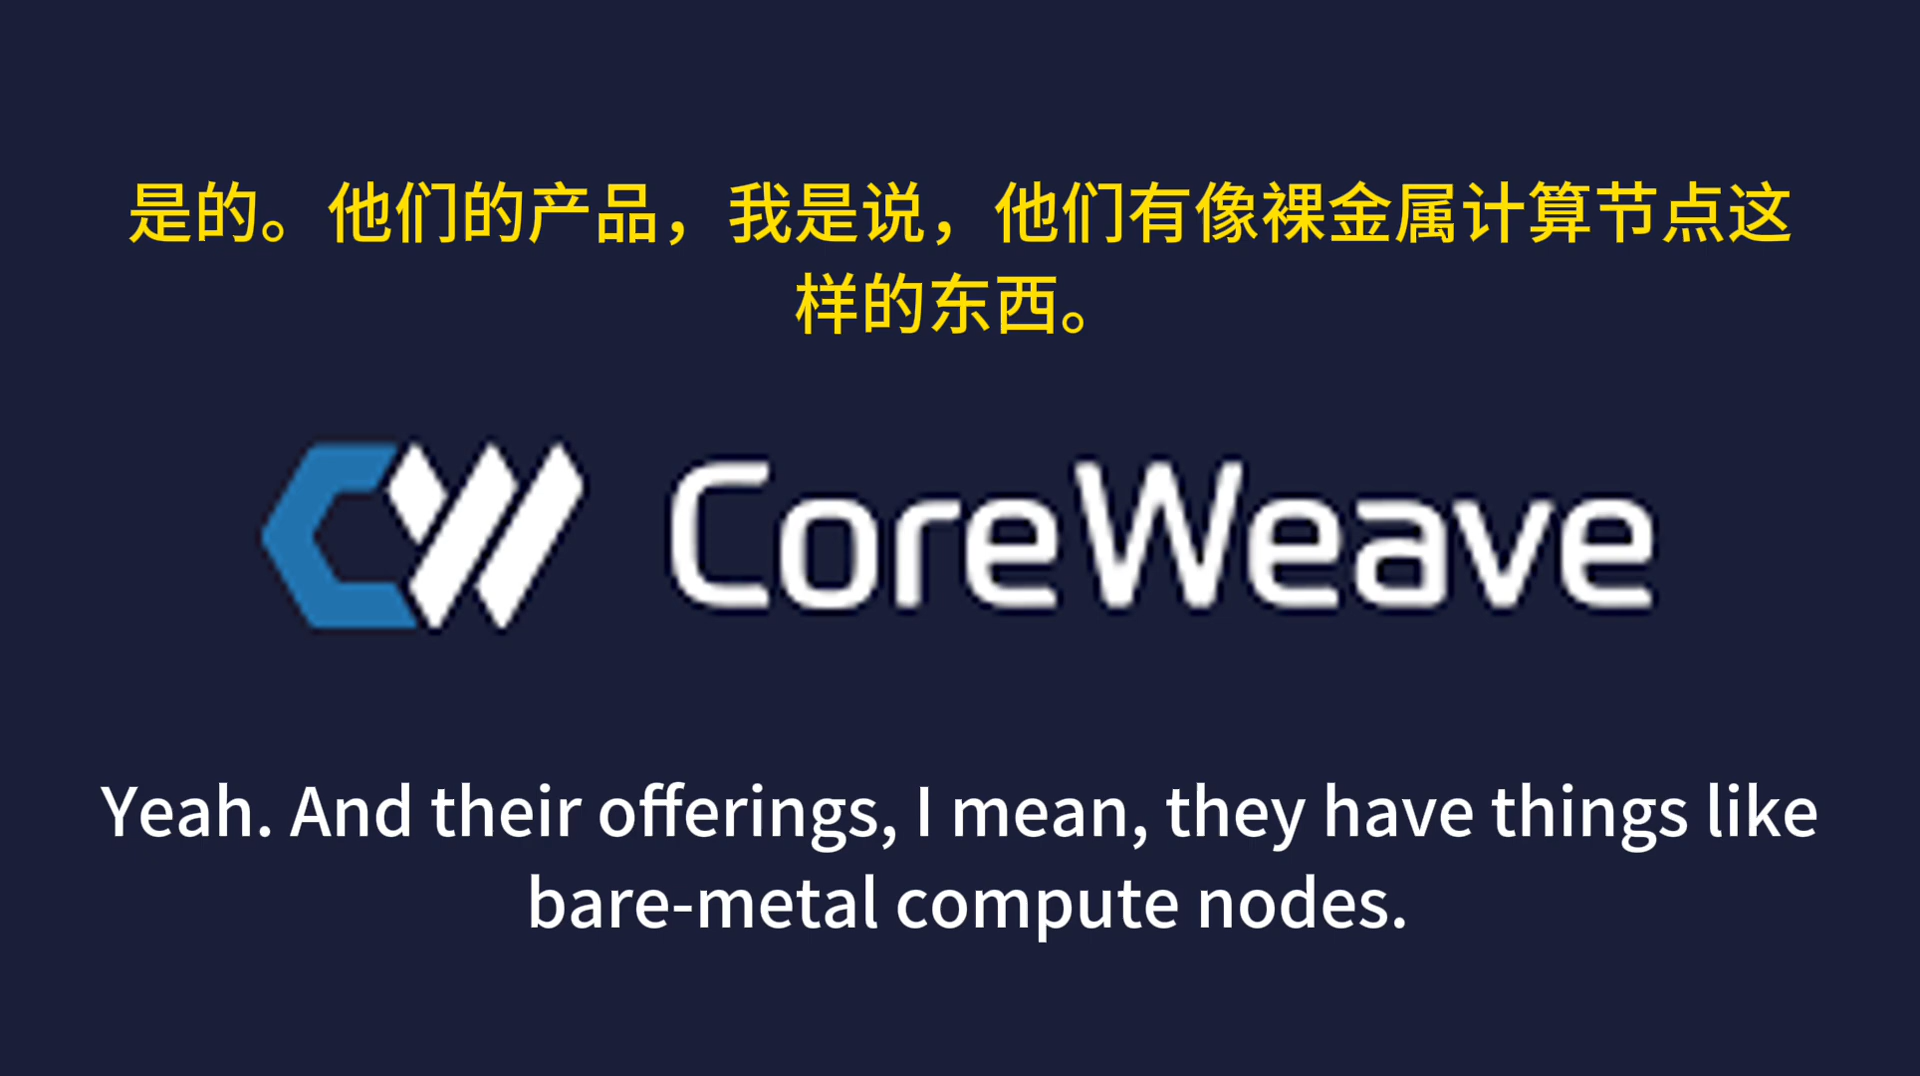 是的。他们的产品，我是说，他们有像裸金属计算节点这
样的东西。
CoreWeave
Yeah. And their offerings, I mean, they have things like
bare-metal compute nodes.